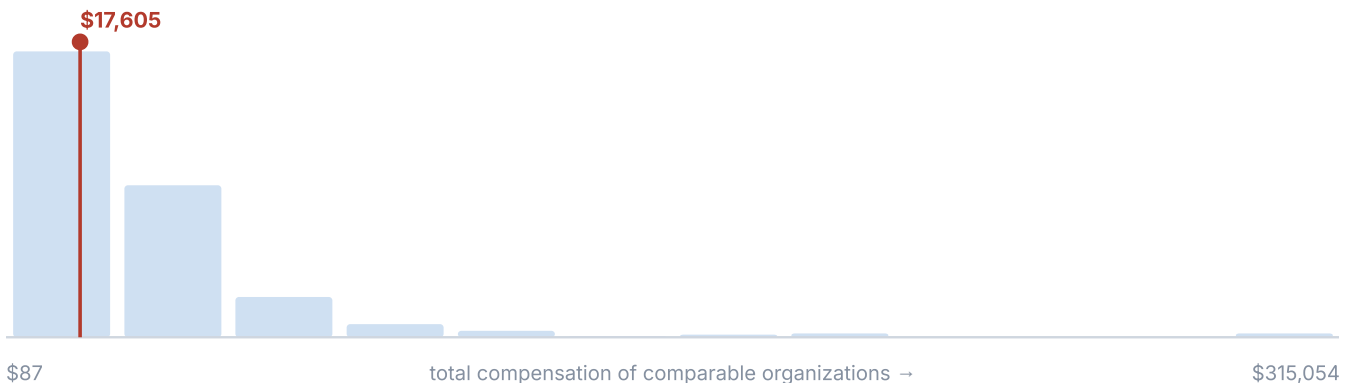 $17,605
$87 total compensation of comparable organizations → $315,054